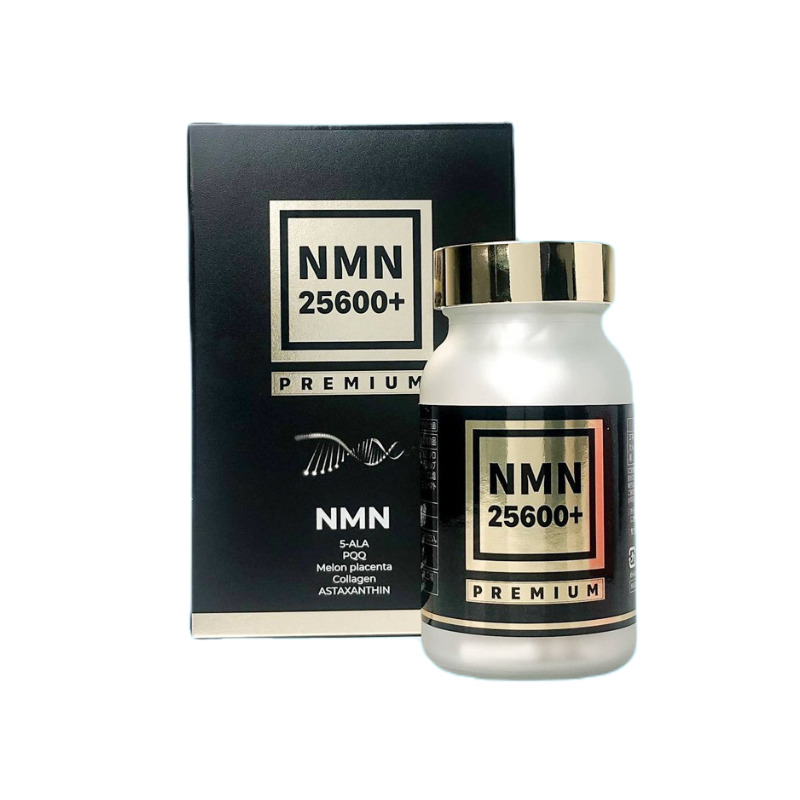 NMN
25600+
PREMIUM
NMN
5-ALA
PQQ
Melon placenta
Collagen
ASTAXANTHIN
NMN
25600+
PREMIUM